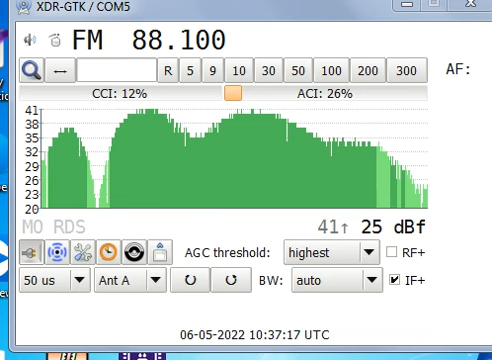 XDR-GTK / COM5
FM 88.100
R 5 9 10 30 50 100 200 300
AF:
CCI: 12% ACI: 26%
41
38
35
32
29
26
23
20
MO RDS 41↑ 25 dBf
AGC threshold: highest RF+
50 us Ant A BW: auto IF+
06-05-2022 10:37:17 UTC